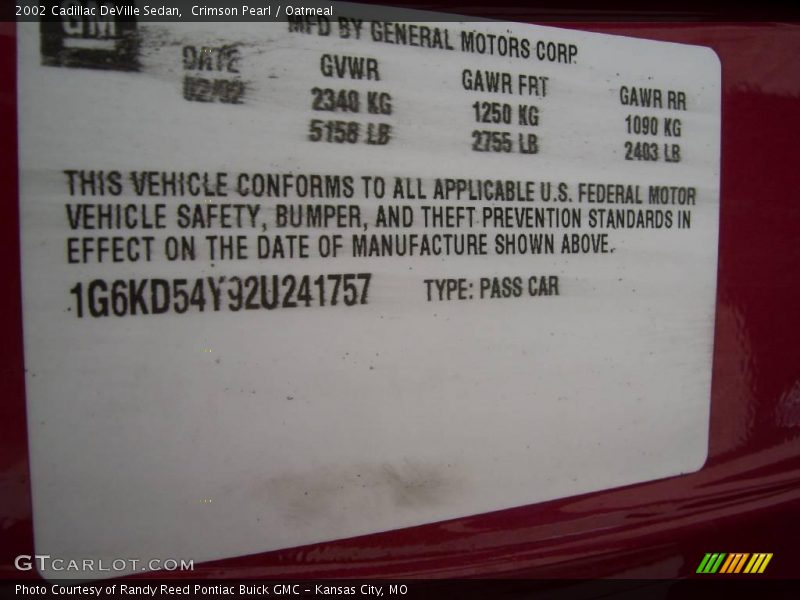 2002 Cadillac DeVille Sedan, Crimson Pearl / Oatmeal
GM
MFD BY GENERAL MOTORS CORP.
DATE GVWR GAWR FRT GAWR RR
02/02 2340 KG 1250 KG 1090 KG
5158 LB 2755 LB 2403 LB
THIS VEHICLE CONFORMS TO ALL APPLICABLE U.S. FEDERAL MOTOR
VEHICLE SAFETY, BUMPER, AND THEFT PREVENTION STANDARDS IN
EFFECT ON THE DATE OF MANUFACTURE SHOWN ABOVE.
1G6KD54Y92U241757 TYPE: PASS CAR
GTCARLOT.COM
Photo Courtesy of Randy Reed Pontiac Buick GMC - Kansas City, MO